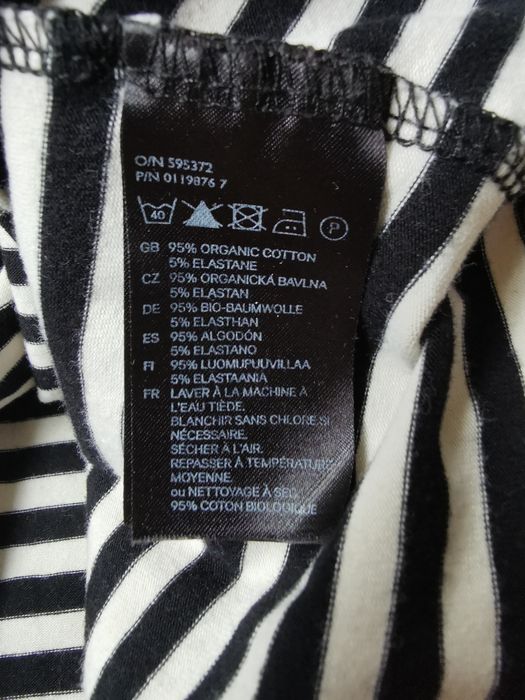 O/N 595372
P/N 0119876 7
40 P
GB 95% ORGANIC COTTON
5% ELASTANE
CZ 95% ORGANICKÁ BAVLNA
5% ELASTAN
DE 95% BIO-BAUMWOLLE
5% ELASTHAN
ES 95% ALGODÓN
5% ELASTANO
FI 95% LUOMUPUUVILLAA
5% ELASTAANIA
FR LAVER À LA MACHINE À
L'EAU TIÈDE.
BLANCHIR SANS CHLORE SI
NÉCESSAIRE.
SÉCHER À L'AIR.
REPASSER À TEMPÉRATURE
MOYENNE.
ou NETTOYAGE À SEC
95% COTON BIOLOGIQUE